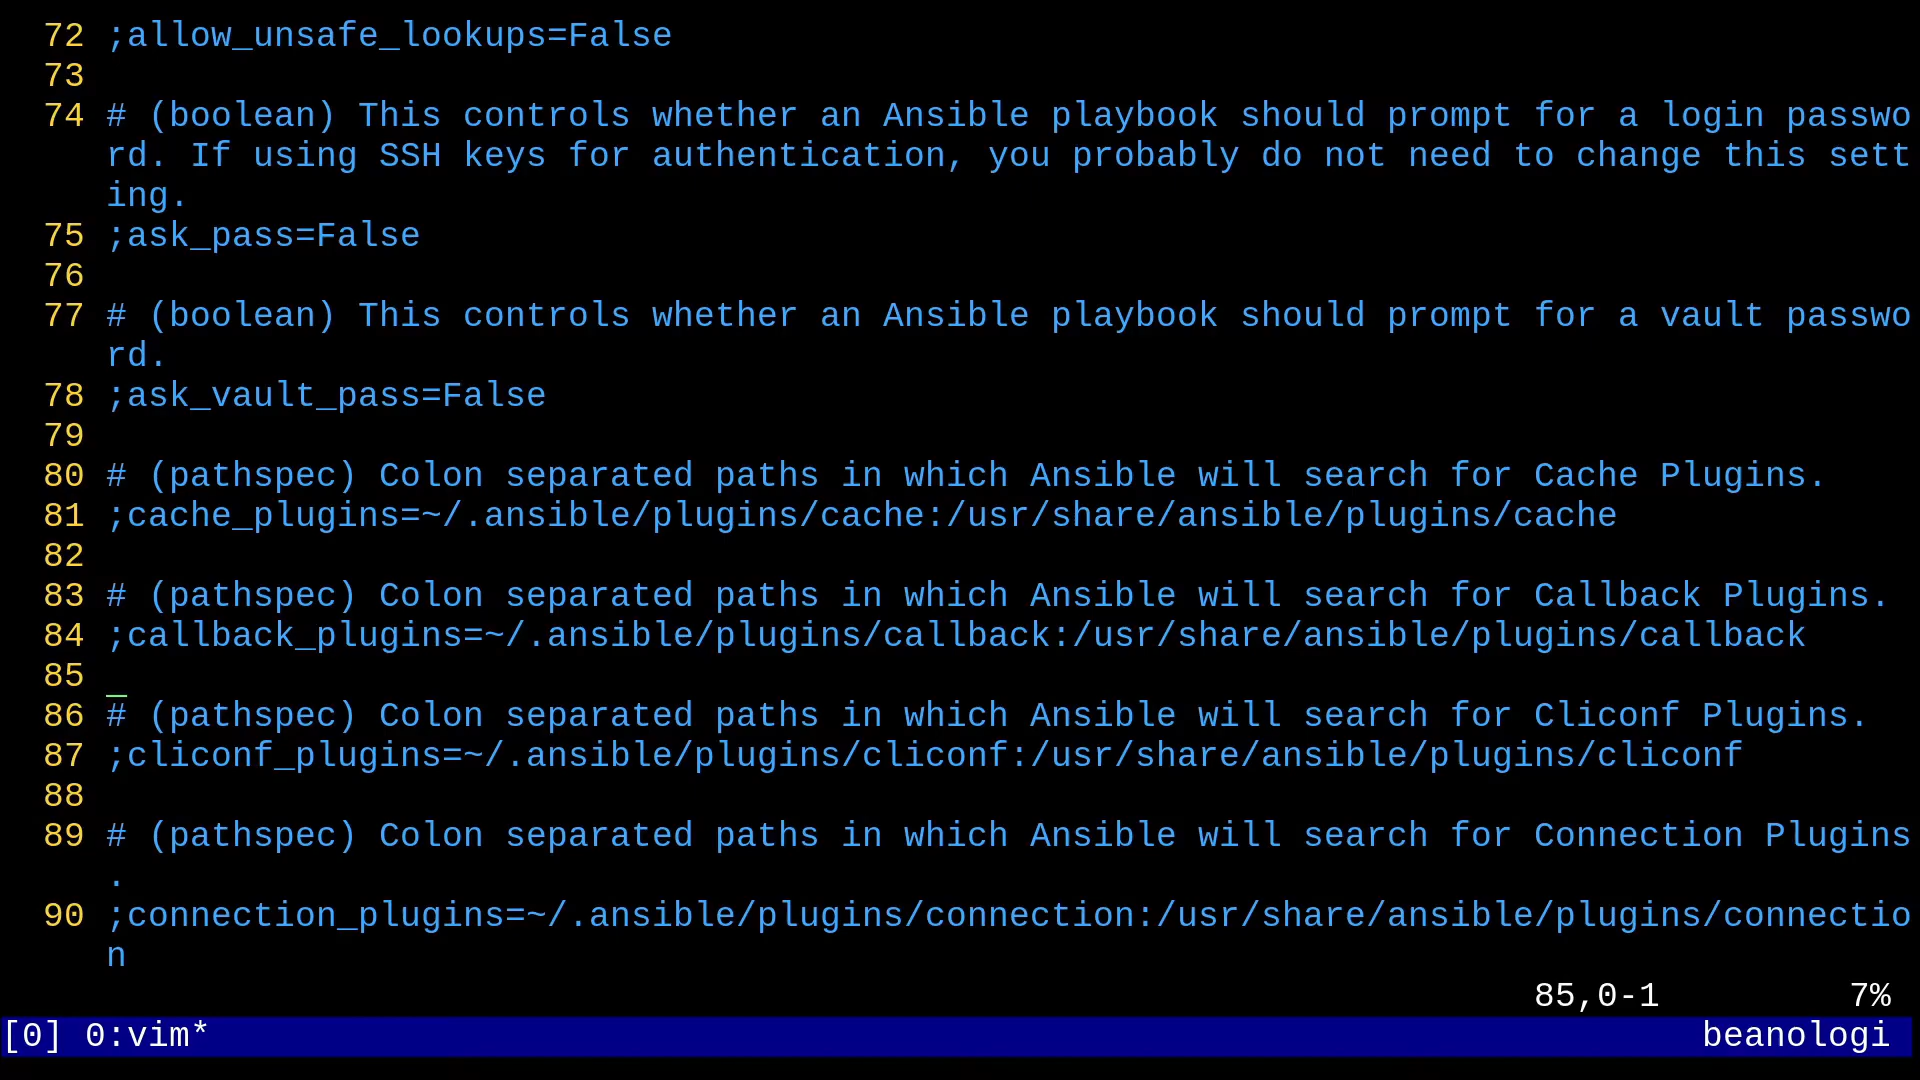 72 ;allow_unsafe_lookups=False
73
74 # (boolean) This controls whether an Ansible playbook should prompt for a login passwo
rd. If using SSH keys for authentication, you probably do not need to change this sett
ing.
75 ;ask_pass=False
76
77 # (boolean) This controls whether an Ansible playbook should prompt for a vault passwo
rd.
78 ;ask_vault_pass=False
79
80 # (pathspec) Colon separated paths in which Ansible will search for Cache Plugins.
81 ;cache_plugins=~/.ansible/plugins/cache:/usr/share/ansible/plugins/cache
82
83 # (pathspec) Colon separated paths in which Ansible will search for Callback Plugins.
84 ;callback_plugins=~/.ansible/plugins/callback:/usr/share/ansible/plugins/callback
85
86 # (pathspec) Colon separated paths in which Ansible will search for Cliconf Plugins.
87 ;cliconf_plugins=~/.ansible/plugins/cliconf:/usr/share/ansible/plugins/cliconf
88
89 # (pathspec) Colon separated paths in which Ansible will search for Connection Plugins
.
90 ;connection_plugins=~/.ansible/plugins/connection:/usr/share/ansible/plugins/connectio
n
85,0-1 7%
[0] 0:vim* beanologi